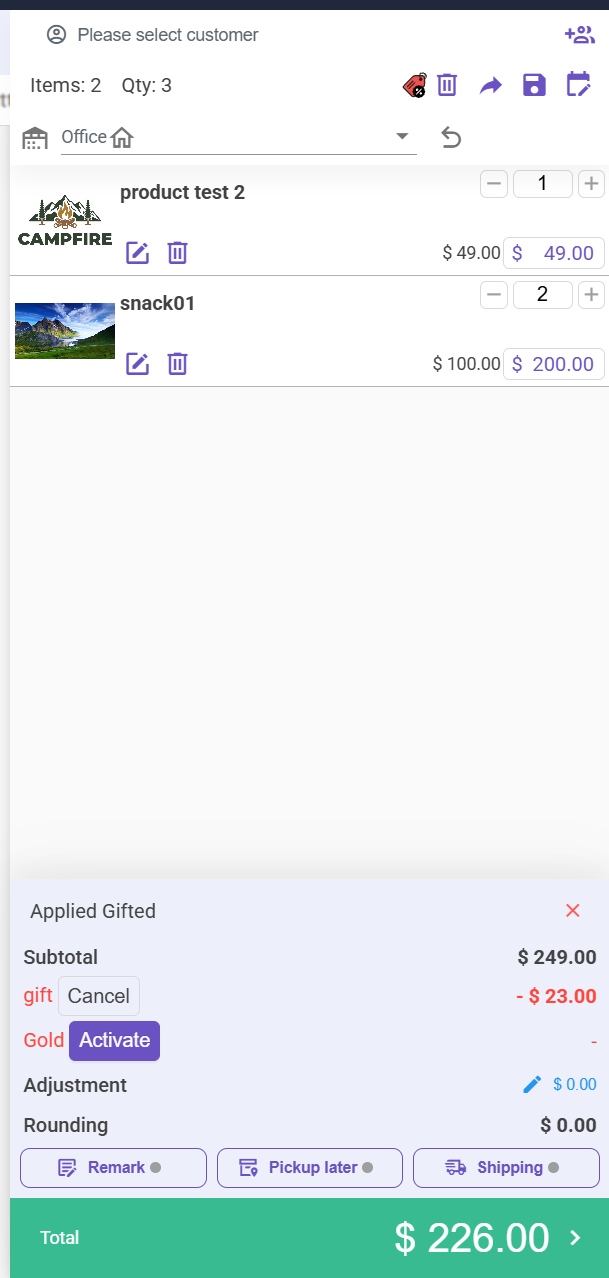 Please select customer
Items: 2 Qty: 3
Office
product test 2
1
CAMPFIRE
$ 49.00 $ 49.00
snack01
2
$ 100.00 $ 200.00
Applied Gifted
Subtotal $ 249.00
gift Cancel - $ 23.00
Gold Activate -
Adjustment $ 0.00
Rounding $ 0.00
Remark Pickup later Shipping
Total $ 226.00